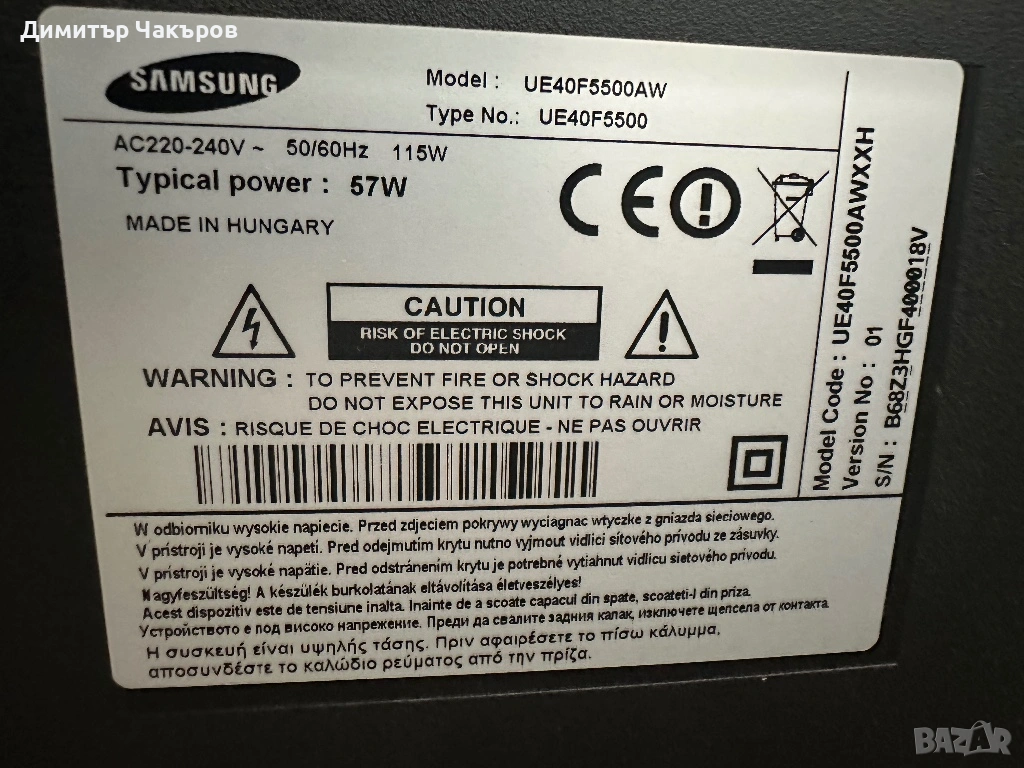 Димитър Чакъров
SAMSUNG
Model : UE40F5500AW
Type No.: UE40F5500
AC220-240V ~ 50/60Hz 115W
Typical power : 57W
MADE IN HUNGARY
CAUTION
RISK OF ELECTRIC SHOCK
DO NOT OPEN
WARNING : TO PREVENT FIRE OR SHOCK HAZARD
DO NOT EXPOSE THIS UNIT TO RAIN OR MOISTURE
AVIS : RISQUE DE CHOC ELECTRIQUE - NE PAS OUVRIR
Model Code : UE40F5500AWXXH
Version No : 01
S/N : B68Z3HGF400018V
W odbiorniku wysokie napiecie. Przed zdjeciem pokrywy wyciagnac wtyczke z gniazda sieciowego.
V prístroji je vysoké napetí. Pred odejmutím krytu nutno vyjmout vidlici sítového prívodu ze zásuvky.
V prístroji je vysoké napätie. Pred odstránením krytu je potrebné vytiahnut vidlicu sietového prívodu.
Nagyfeszültség! A készülék burkolatának eltávolítása életveszélyes!
Acest dispozitiv este de tensiune inalta. Inainte de a scoate capacul din spate, scoateti-l din priza.
Устройството е под високо напрежение. Преди да свалите задния капак, изключете щепсела от контакта.
Η συσκευή είναι υψηλής τάσης. Πριν αφαιρέσετε το πίσω κάλυμμα,
αποσυνδέστε το καλώδιο ρεύματος από την πρίζα.
BAZAR